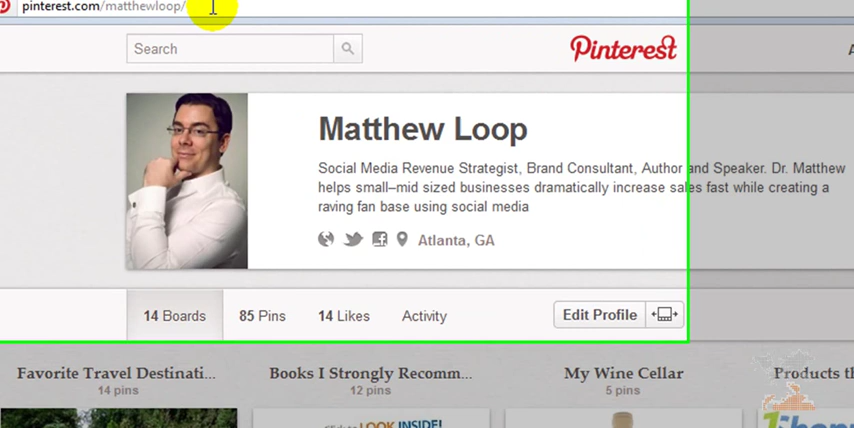 pinterest.com/matthewloop/
Search
Pinterest
A
Matthew Loop
Social Media Revenue Strategist, Brand Consultant, Author and Speaker. Dr. Matthew
helps small–mid sized businesses dramatically increase sales fast while creating a
raving fan base using social media
Atlanta, GA
14 Boards 85 Pins 14 Likes Activity Edit Profile
Favorite Travel Destinati... Books I Strongly Recomm... My Wine Cellar Products th
14 pins 12 pins 5 pins
LOOK INSIDE!